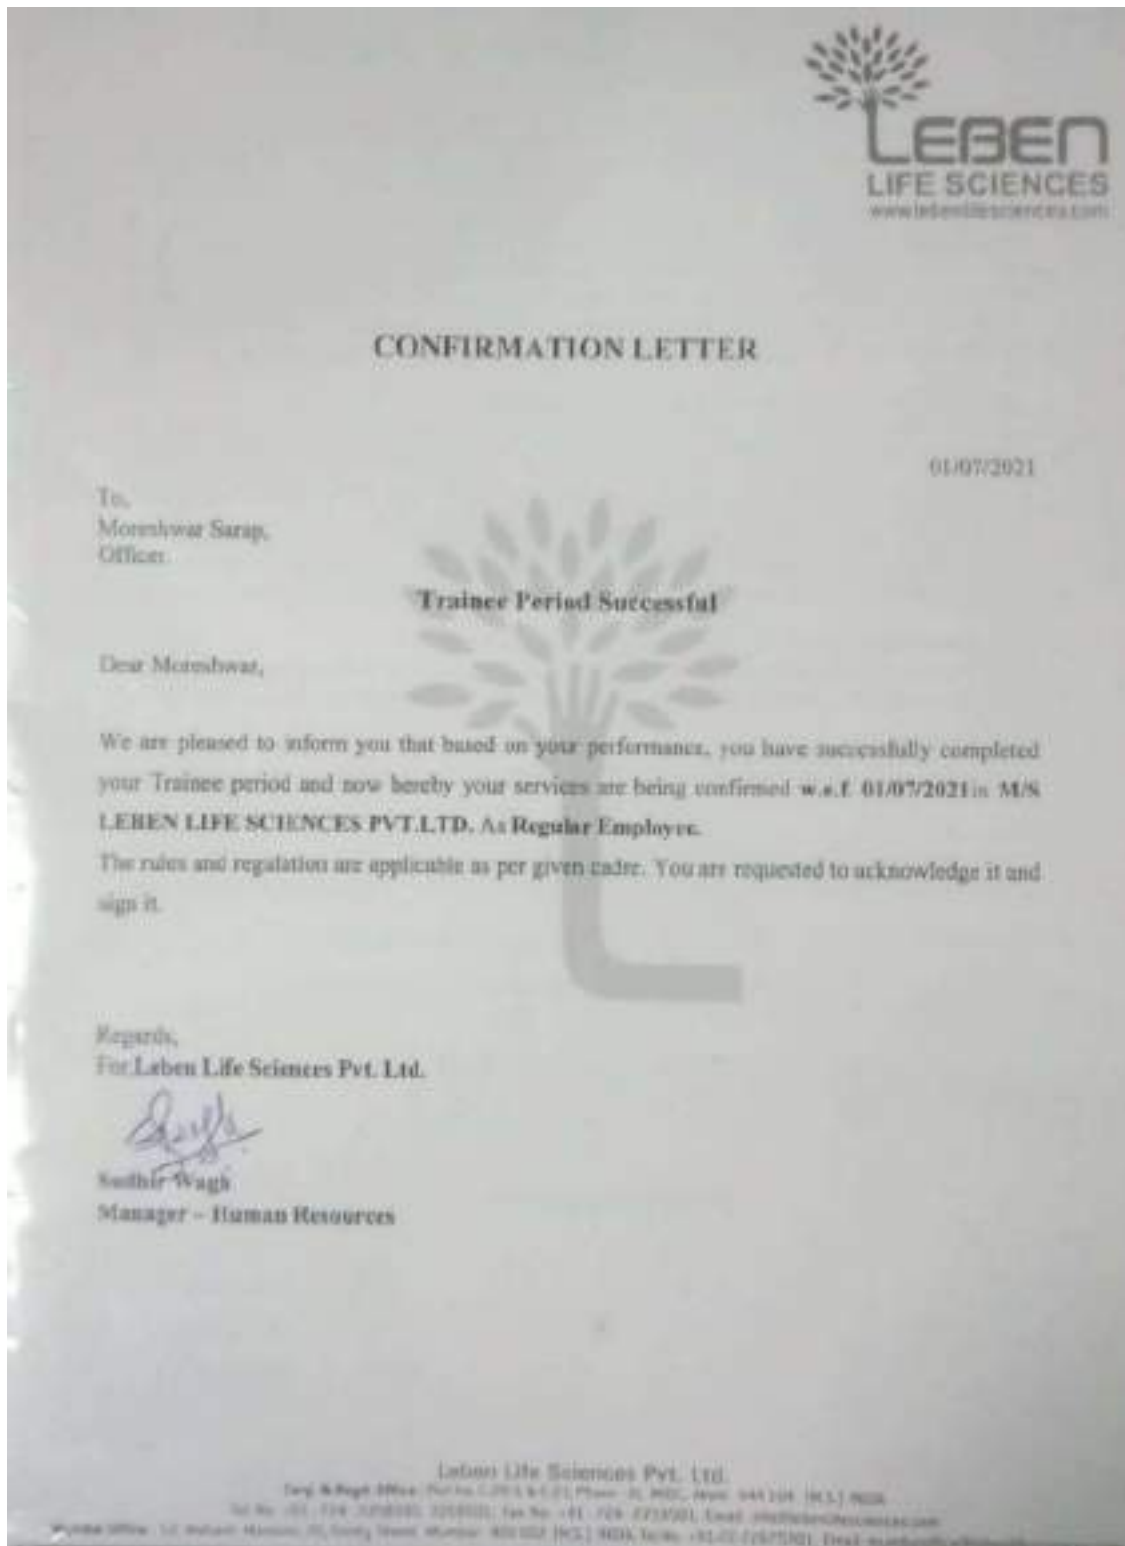 LEBEN
LIFE SCIENCES
www.lebenlifesciences.com
CONFIRMATION LETTER
01/07/2021
To,
Moreshwar Sarap,
Officer.
Trainee Period Successful
Dear Moreshwar,
We are pleased to inform you that based on your performance, you have successfully completed
your Trainee period and now hereby your services are being confirmed w.e.f. 01/07/2021 in M/S
LEBEN LIFE SCIENCES PVT.LTD. As Regular Employee.
The rules and regulation are applicable as per given cadre. You are requested to acknowledge it and
sign it.
Regards,
For Leben Life Sciences Pvt. Ltd.
Sudhir Wagh
Manager – Human Resources
Leben Life Sciences Pvt. Ltd.